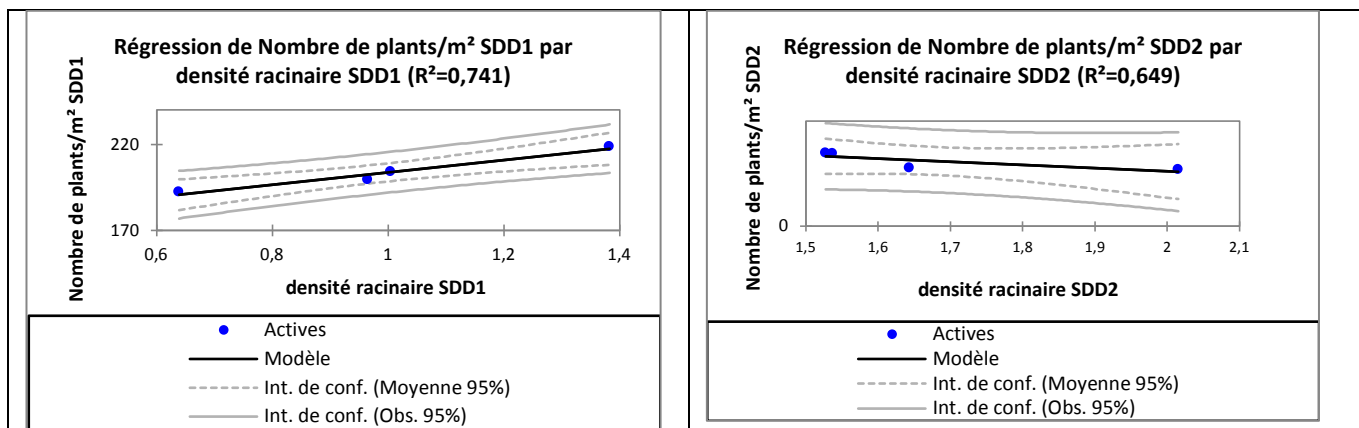 Régression de Nombre de plants/m² SDD1 par
densité racinaire SDD1 (R²=0,741)
Nombre de plants/m² SDD1
220
170
0,6
0,8
1
1,2
1,4
densité racinaire SDD1
Actives
Modèle
Int. de conf. (Moyenne 95%)
Int. de conf. (Obs. 95%)
Régression de Nombre de plants/m² SDD2 par
densité racinaire SDD2 (R²=0,649)
Nombre de plants/m² SDD2
0
1,5
1,6
1,7
1,8
1,9
2
2,1
densité racinaire SDD2
Actives
Modèle
Int. de conf. (Moyenne 95%)
Int. de conf. (Obs. 95%)